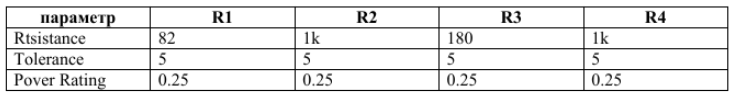 параметр R1 R2 R3 R4
Rtsistance 82 1k 180 1k
Tolerance 5 5 5 5
Pover Rating 0.25 0.25 0.25 0.25